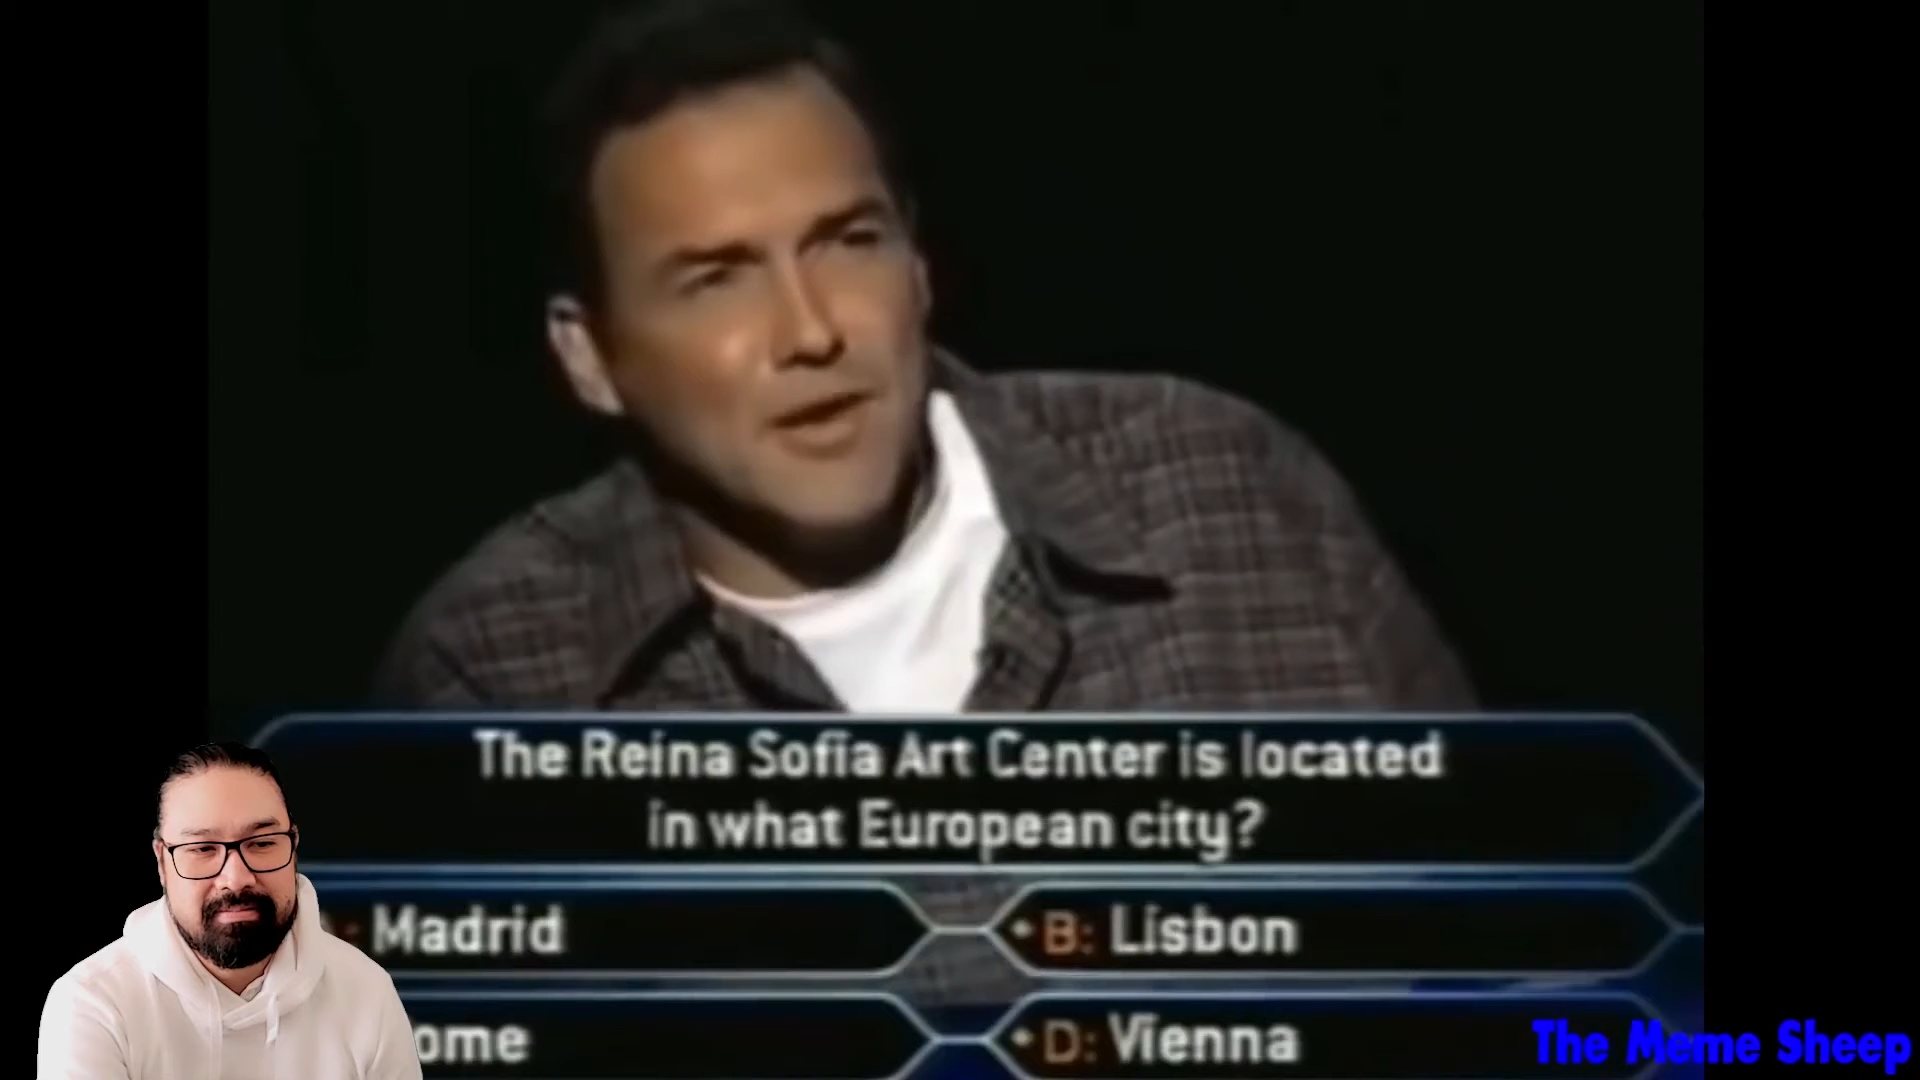 The Reina Sofia Art Center is located
in what European city?
Madrid
B: Lisbon
ome
D: Vienna
The Meme Sheep